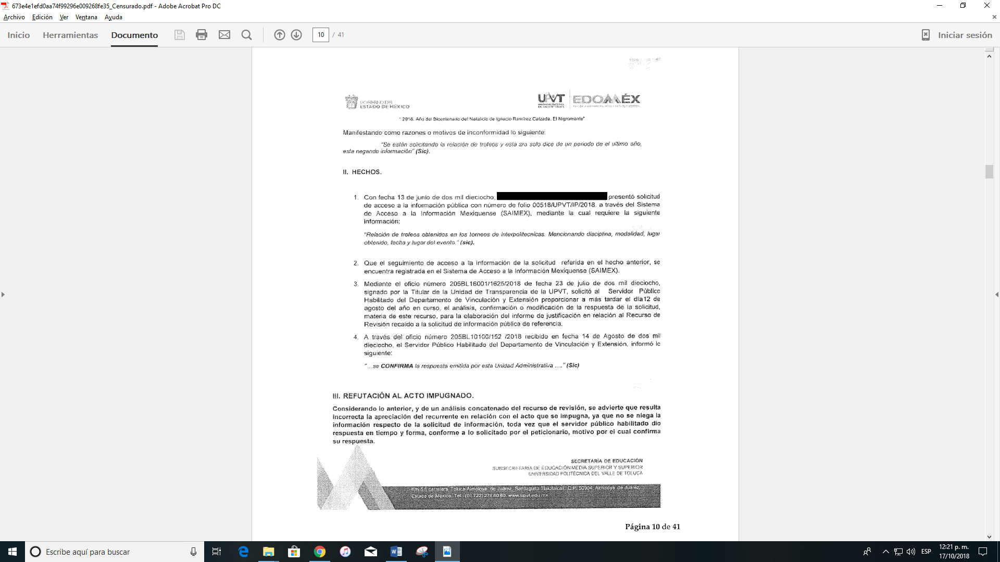 673e4e1efd0aa74f99296e009268fe35_Censurado.pdf - Adobe Acrobat Pro DC
Archivo Edición Ver Ventana Ayuda
Inicio Herramientas Documento 10 / 41 Iniciar sesión
GOBIERNO DEL
ESTADO DE MÉXICO
UPVT EDOMÉX
" 2018. Año del Bicentenario del Natalicio de Ignacio Ramírez Calzada, El Nigromante"
Manifestando como razones o motivos de inconformidad lo siguiente:
"Se están solicitando la relación de trofeos y esta sra solo dice de un periodo de el ultimo año,
esta negando información" (Sic).
II. HECHOS.
1. Con fecha 13 de junio de dos mil dieciocho, presentó solicitud
de acceso a la información pública con número de folio 00518/UPVT/IP/2018. a través del Sistema
de Acceso a la Información Mexiquense (SAIMEX), mediante la cual requiere la siguiente
información:
"Relación de trofeos obtenidos en los torneos de interpolitecnicas. Mencionando disciplina, modalidad, lugar
obtenido, fecha y lugar del evento." (sic).
2. Que el seguimiento de acceso a la información de la solicitud referida en el hecho anterior, se
encuentra registrada en el Sistema de Acceso a la Información Mexiquense (SAIMEX).
3. Mediante el oficio número 205BL16001/1625/2018 de fecha 23 de julio de dos mil dieciocho,
signado por la Titular de la Unidad de Transparencia de la UPVT, solicitó al Servidor Público
Habilitado del Departamento de Vinculación y Extensión proporcionar a más tardar el día12 de
agosto del año en curso, el análisis, confirmación o modificación de la respuesta de la solicitud,
materia de este recurso, para la elaboración del informe de justificación en relación al Recurso de
Revisión recaído a la solicitud de información pública de referencia.
4. A través del oficio número 205BL10100/152 /2018 recibido en fecha 14 de Agosto de dos mil
dieciocho, el Servidor Público Habilitado del Departamento de Vinculación y Extensión, informó lo
siguiente:
"…se CONFIRMA la respuesta emitida por esta Unidad Administrativa …." (Sic)
III. REFUTACIÓN AL ACTO IMPUGNADO.
Considerando lo anterior, y de un análisis concatenado del recurso de revisión, se advierte que resulta
incorrecta la apreciación del recurrente en relación con el acto que se impugna, ya que no se niega la
información respecto de la solicitud de información, toda vez que el servidor público habilitado dio
respuesta en tiempo y forma, conforme a lo solicitado por el peticionario, motivo por el cual confirma
su respuesta.
SECRETARÍA DE EDUCACIÓN
SUBSECRETARÍA DE EDUCACIÓN MEDIA SUPERIOR Y SUPERIOR
UNIVERSIDAD POLITÉCNICA DEL VALLE DE TOLUCA
Km 5.6 carretera Toluca Almoloya de Juárez, Santiaguito Tlalcilalcali, C.P. 50904, Almoloya de Juárez,
Estado de México. Tel.: (01 722) 276 60 60. www.upvt.edu.mx
Página 10 de 41
Escribe aquí para buscar
ESP
12:21 p. m.
17/10/2018